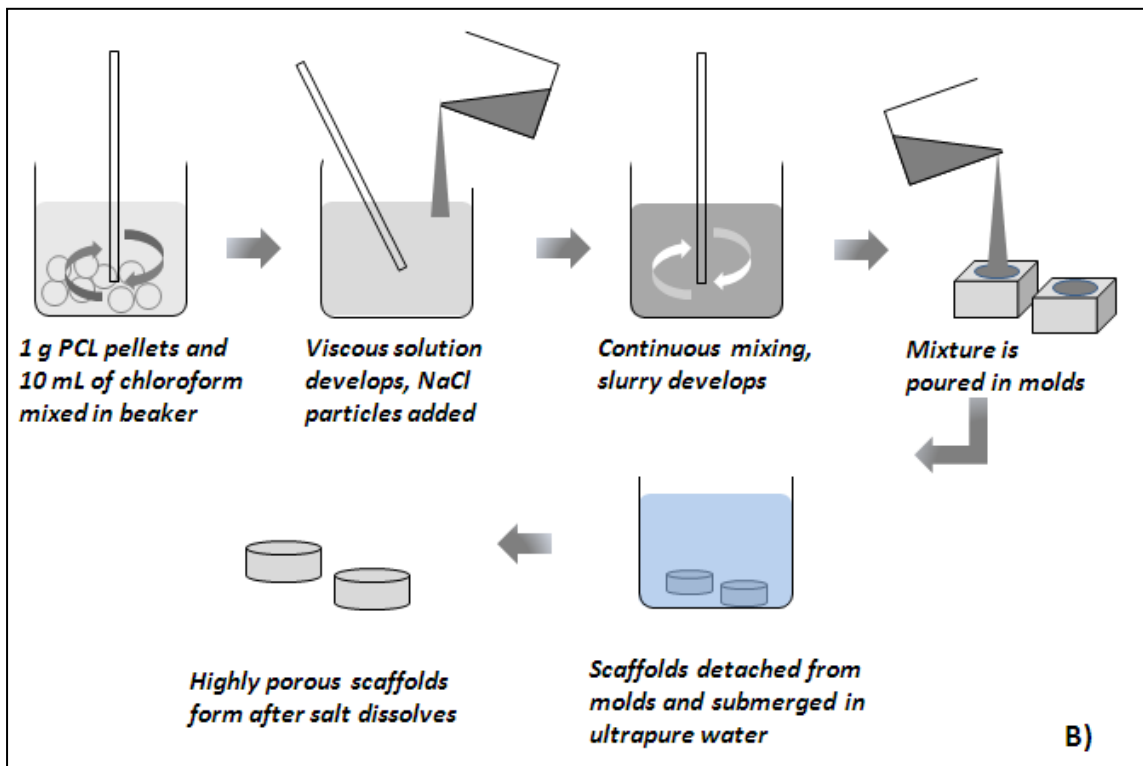 1 g PCL pellets and
10 mL of chloroform
mixed in beaker
Viscous solution
develops, NaCl
particles added
Continuous mixing,
slurry develops
Mixture is
poured in molds
Scaffolds detached from
molds and submerged in
ultrapure water
Highly porous scaffolds
form after salt dissolves
B)